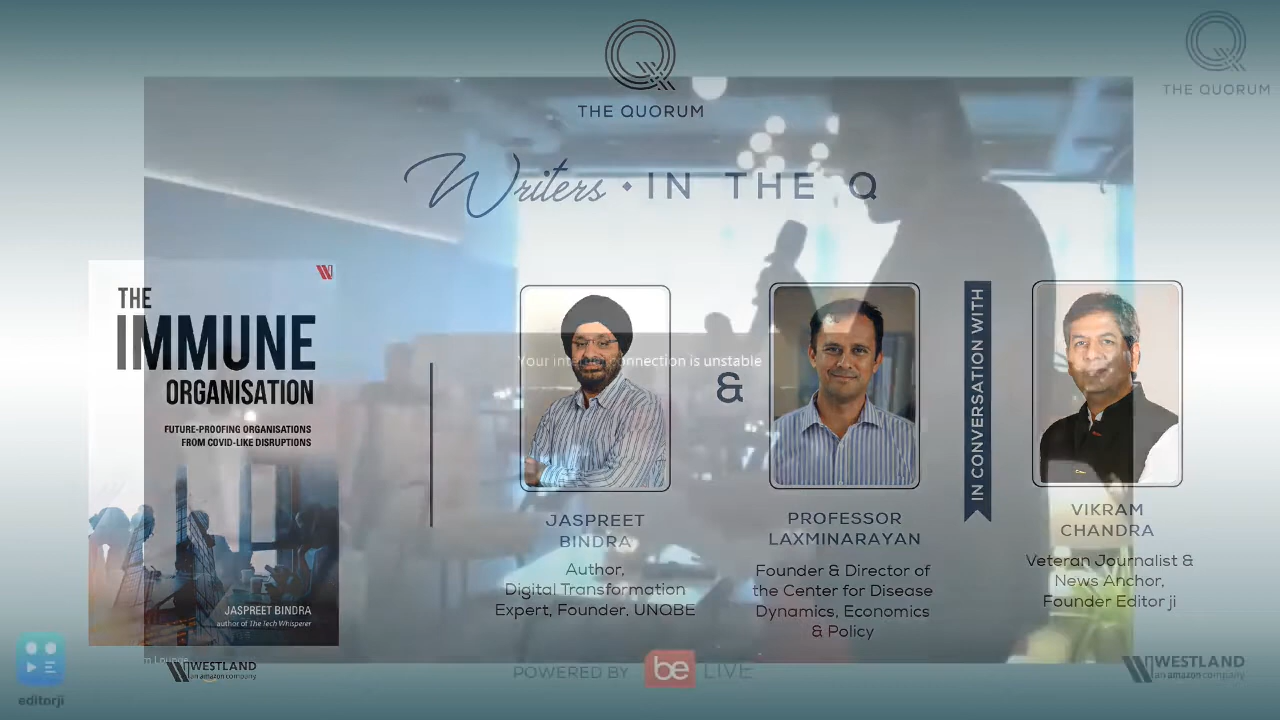 THE QUORUM
THE QUORUM
Writers • IN THE Q
THE
IMMUNE
ORGANISATION
FUTURE-PROOFING ORGANISATIONS
FROM COVID-LIKE DISRUPTIONS
JASPREET BINDRA
author of The Tech Whisperer
Your internet connection is unstable
&
IN CONVERSATION WITH
JASPREET
BINDRA
Author,
Digital Transformation
Expert, Founder, UNQBE
PROFESSOR
LAXMINARAYAN
Founder & Director of
the Center for Disease
Dynamics, Economics
& Policy
VIKRAM
CHANDRA
Veteran Journalist &
News Anchor,
Founder Editor ji
editorji
Lounge
WESTLAND
an amazon company
POWERED BY be LIVE
WESTLAND
an amazon company